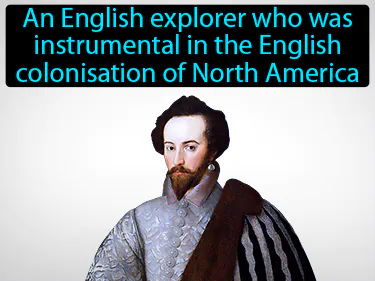 An English explorer who was
instrumental in the English
colonisation of North America